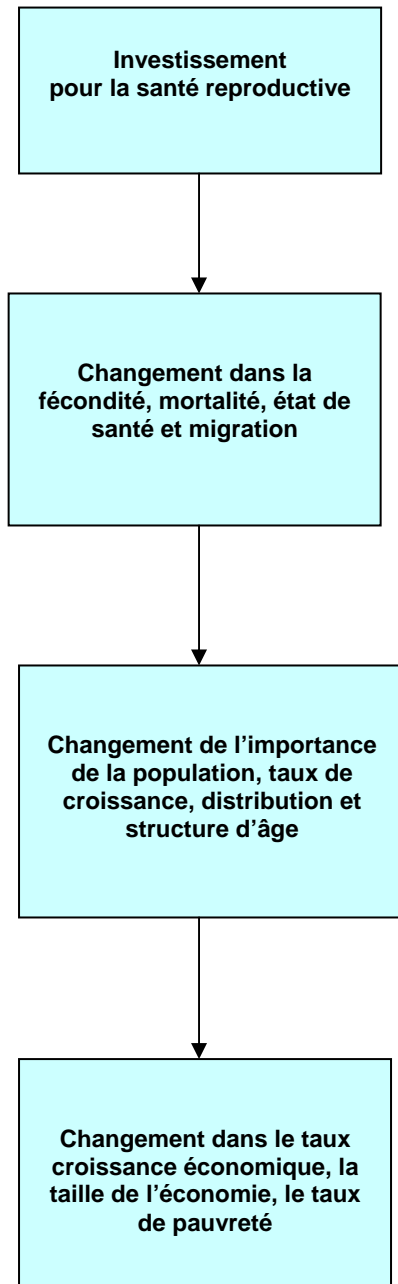 Investissement
pour la santé reproductive
Changement dans la
fécondité, mortalité, état de
santé et migration
Changement de l’importance
de la population, taux de
croissance, distribution et
structure d’âge
Changement dans le taux
croissance économique, la
taille de l’économie, le taux
de pauvreté